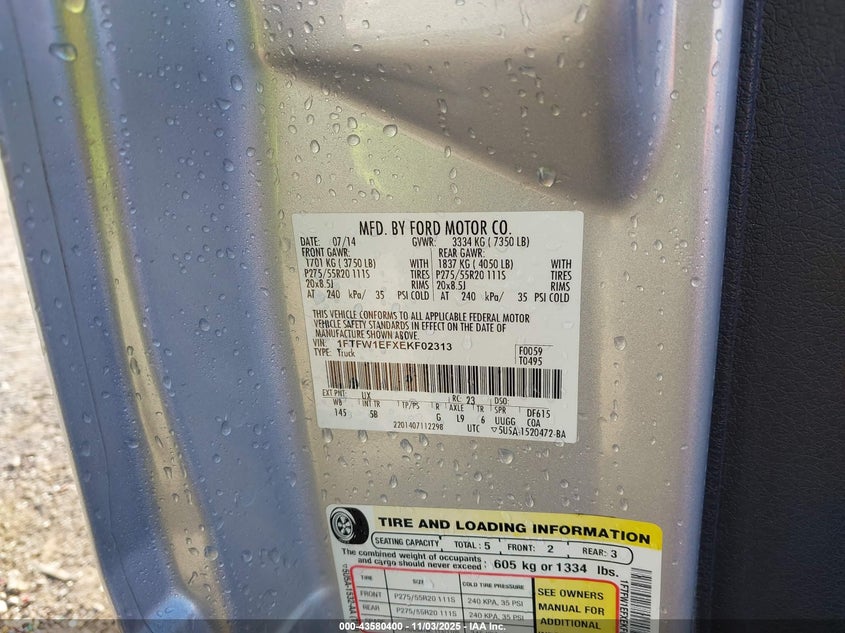 MFD. BY FORD MOTOR CO.
DATE: 07/14 GVWR: 3334 KG ( 7350 LB)
FRONT GAWR: REAR GAWR:
1701 KG ( 3750 LB) WITH 1837 KG ( 4050 LB) WITH
P275/55R20 111S TIRES P275/55R20 111S TIRES
20x8.5J RIMS 20x8.5J RIMS
AT 240 kPa/ 35 PSI COLD AT 240 kPa/ 35 PSI COLD
THIS VEHICLE CONFORMS TO ALL APPLICABLE FEDERAL MOTOR
VEHICLE SAFETY STANDARDS IN EFFECT ON THE DATE OF
MANUFACTURE SHOWN ABOVE.
VIN: 1FTFW1EFXEKF02313
TYPE: Truck
F0059
T0495
EXT PNT: UX RC: 23 DSO:
WB INT TR TP/PS R AXLE TR SPR DF615
145 5B G L9 6 UUGG COA
2201407112298 UTC ▽5U5A-1520472-BA
TIRE AND LOADING INFORMATION
SEATING CAPACITY TOTAL: 5 FRONT: 2 REAR: 3
The combined weight of occupants
and cargo should never exceed: 605 kg or 1334 lbs.
TIRE SIZE COLD TIRE PRESSURE
FRONT P275/55R20 111S 240 KPA, 35 PSI
REAR P275/55R20 111S 240 KPA, 35 PSI
SEE OWNERS
MANUAL FOR
ADDITIONAL
000-43580400 - 11/03/2025 - IAA Inc.